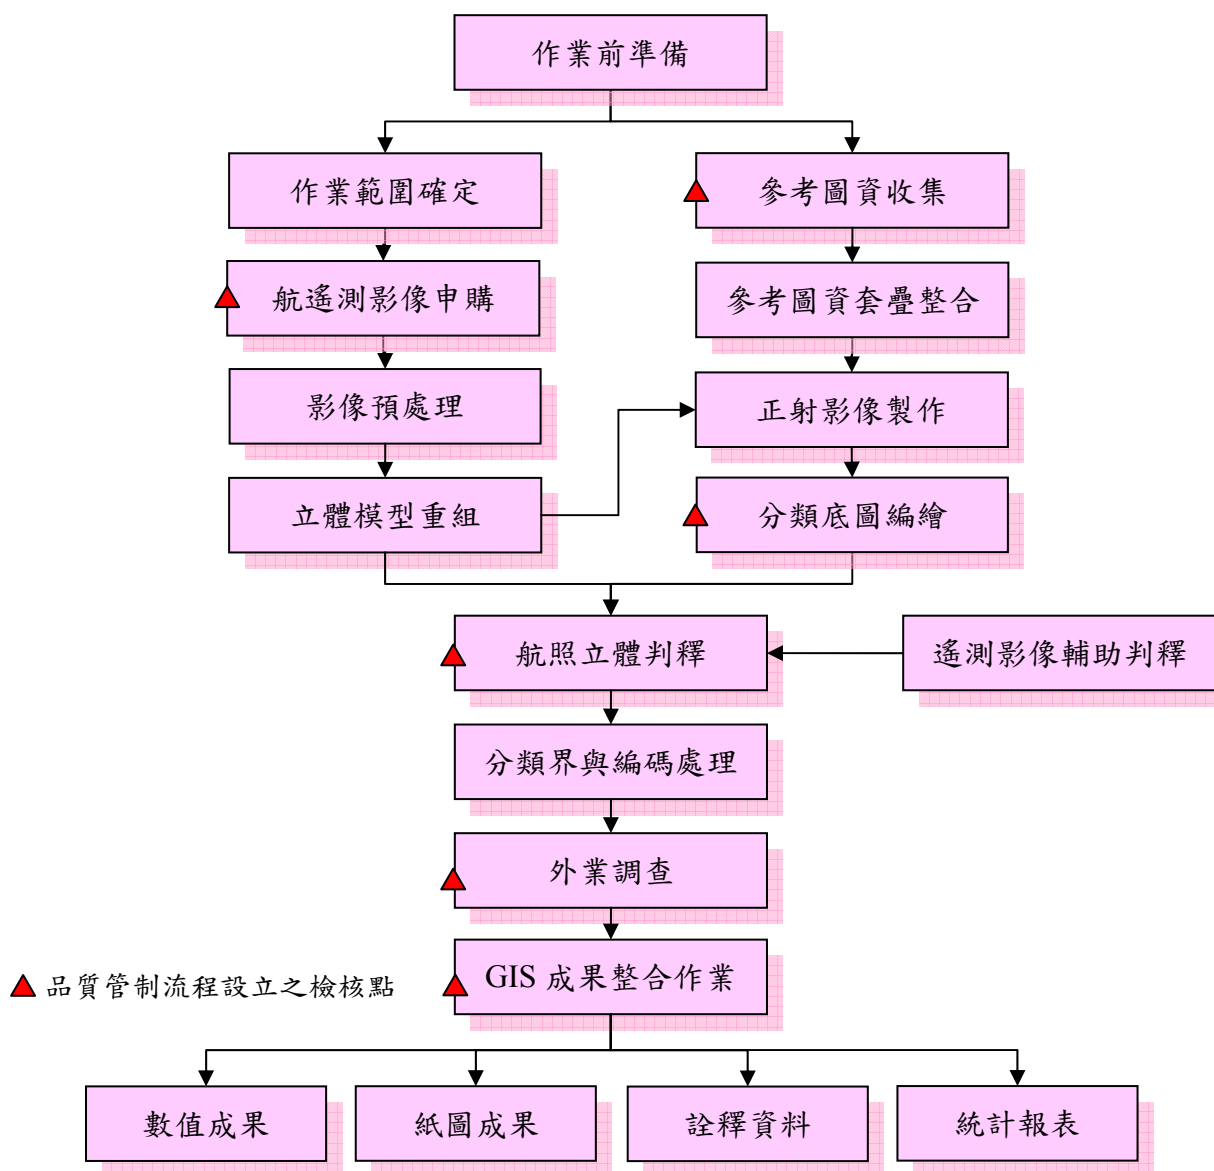 作業前準備
作業範圍確定
參考圖資收集
航遙測影像申購
參考圖資套疊整合
影像預處理
正射影像製作
立體模型重組
分類底圖編繪
航照立體判釋
遙測影像輔助判釋
分類界與編碼處理
外業調查
GIS 成果整合作業
品質管制流程設立之檢核點
數值成果
紙圖成果
詮釋資料
統計報表